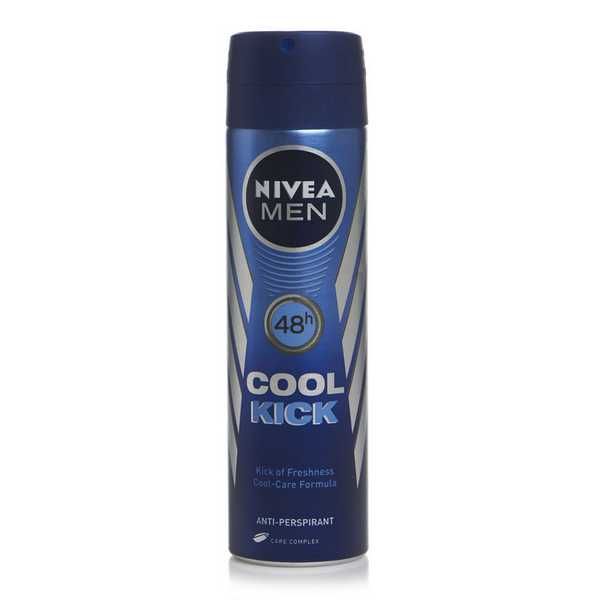 NIVEA
MEN
48h
COOL
KICK
Kick of Freshness
Cool-Care Formula
ANTI-PERSPIRANT
CARE COMPLEX